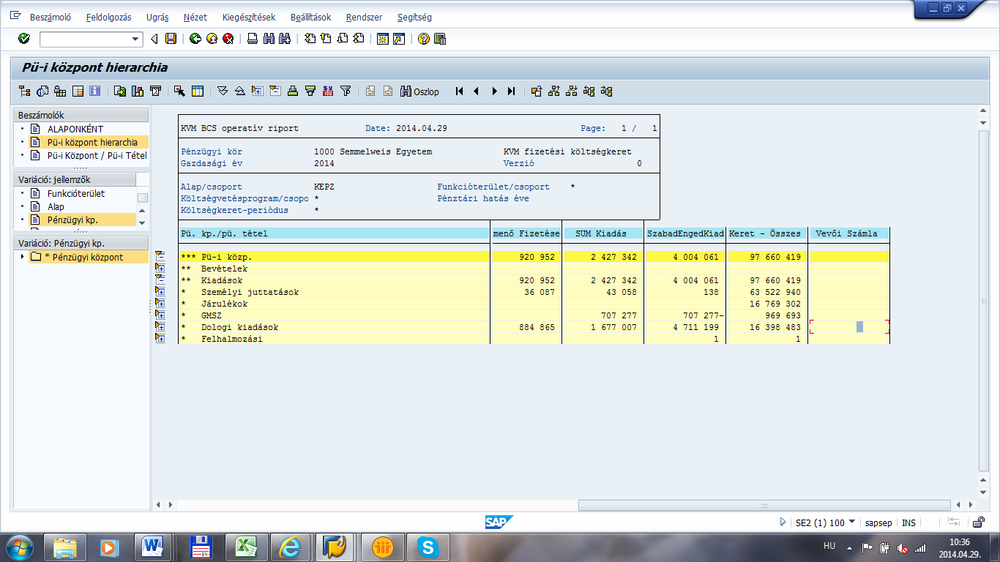 Beszámoló Feldolgozás Ugrás Nézet Kiegészítések Beállítások Rendszer Segítség
Pü-i központ hierarchia
Oszlop
Beszámolók
ALAPONKÉNT
Pü-i központ hierarchia
Pü-i Központ / Pü-i Tétel
Variáció: jellemzők
Funkcióterület
Alap
Pénzügyi kp.
Variáció: Pénzügyi kp.
* Pénzügyi központ
KVM BCS operatív riport Date: 2014.04.29 Page: 1 / 1
Pénzügyi kör 1000 Semmelweis Egyetem KVM fizetési költségkeret
Gazdasági év 2014 Verzió 0
Alap/csoport KEPZ Funkcióterület/csoport *
Költségvetésprogram/csopo * Pénztári hatás éve
Költségkeret-periódus *
Pü. kp./pü. tétel menő Fizetése SUM Kiadás SzabadEngedKiad Keret - Összes Vevői Számla
*** Pü-i közp. 920 952 2 427 342 4 004 061 97 660 419
** Bevételek
** Kiadások 920 952 2 427 342 4 004 061 97 660 419
* Személyi juttatások 36 087 43 058 138 63 522 940
* Járulékok 16 769 302
* GMSZ 707 277 707 277- 969 693
* Dologi kiadások 884 865 1 677 007 4 711 199 16 398 483
* Felhalmozási 1 1
SAP
SE2 (1) 100 sapsep INS
HU 10:36
2014.04.29.